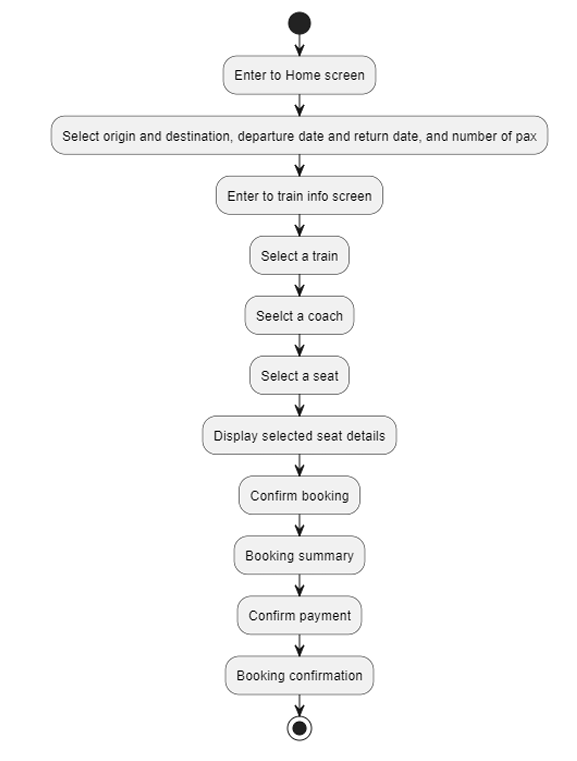 Enter to Home screen
Select origin and destination, departure date and return date, and number of pax
Enter to train info screen
Select a train
Seelct a coach
Select a seat
Display selected seat details
Confirm booking
Booking summary
Confirm payment
Booking confirmation